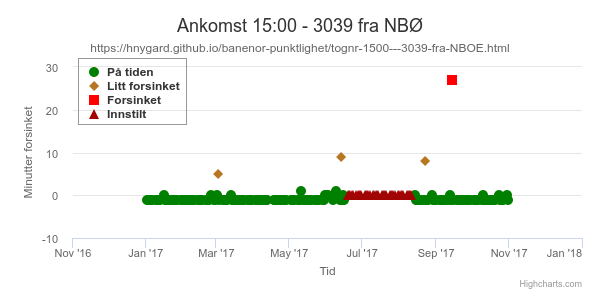 Ankomst 15:00 - 3039 fra NBØ
https://hnygard.github.io/banenor-punktlighet/tognr-1500---3039-fra-NBOE.html
På tiden
Litt forsinket
Forsinket
Innstilt
Minutter forsinket
30
20
10
0
-10
Nov '16
Jan '17
Mar '17
May '17
Jul '17
Sep '17
Nov '17
Jan '18
Tid
Highcharts.com